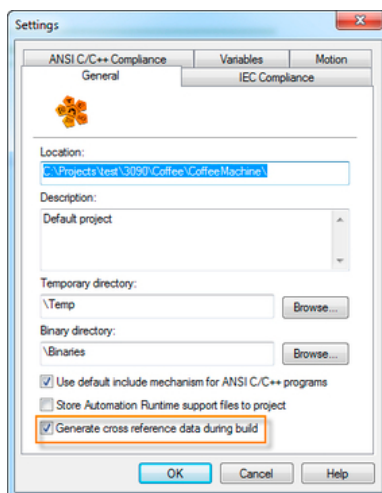 Settings
ANSI C/C++ Compliance Variables Motion
General IEC Compliance
Location:
C:\Projects\test\3090\Coffee\CoffeeMachine\
Description:
Default project
Temporary directory:
\Temp Browse...
Binary directory:
\Binaries Browse...
Use default include mechanism for ANSI C/C++ programs
Store Automation Runtime support files to project
Generate cross reference data during build
OK Cancel Help